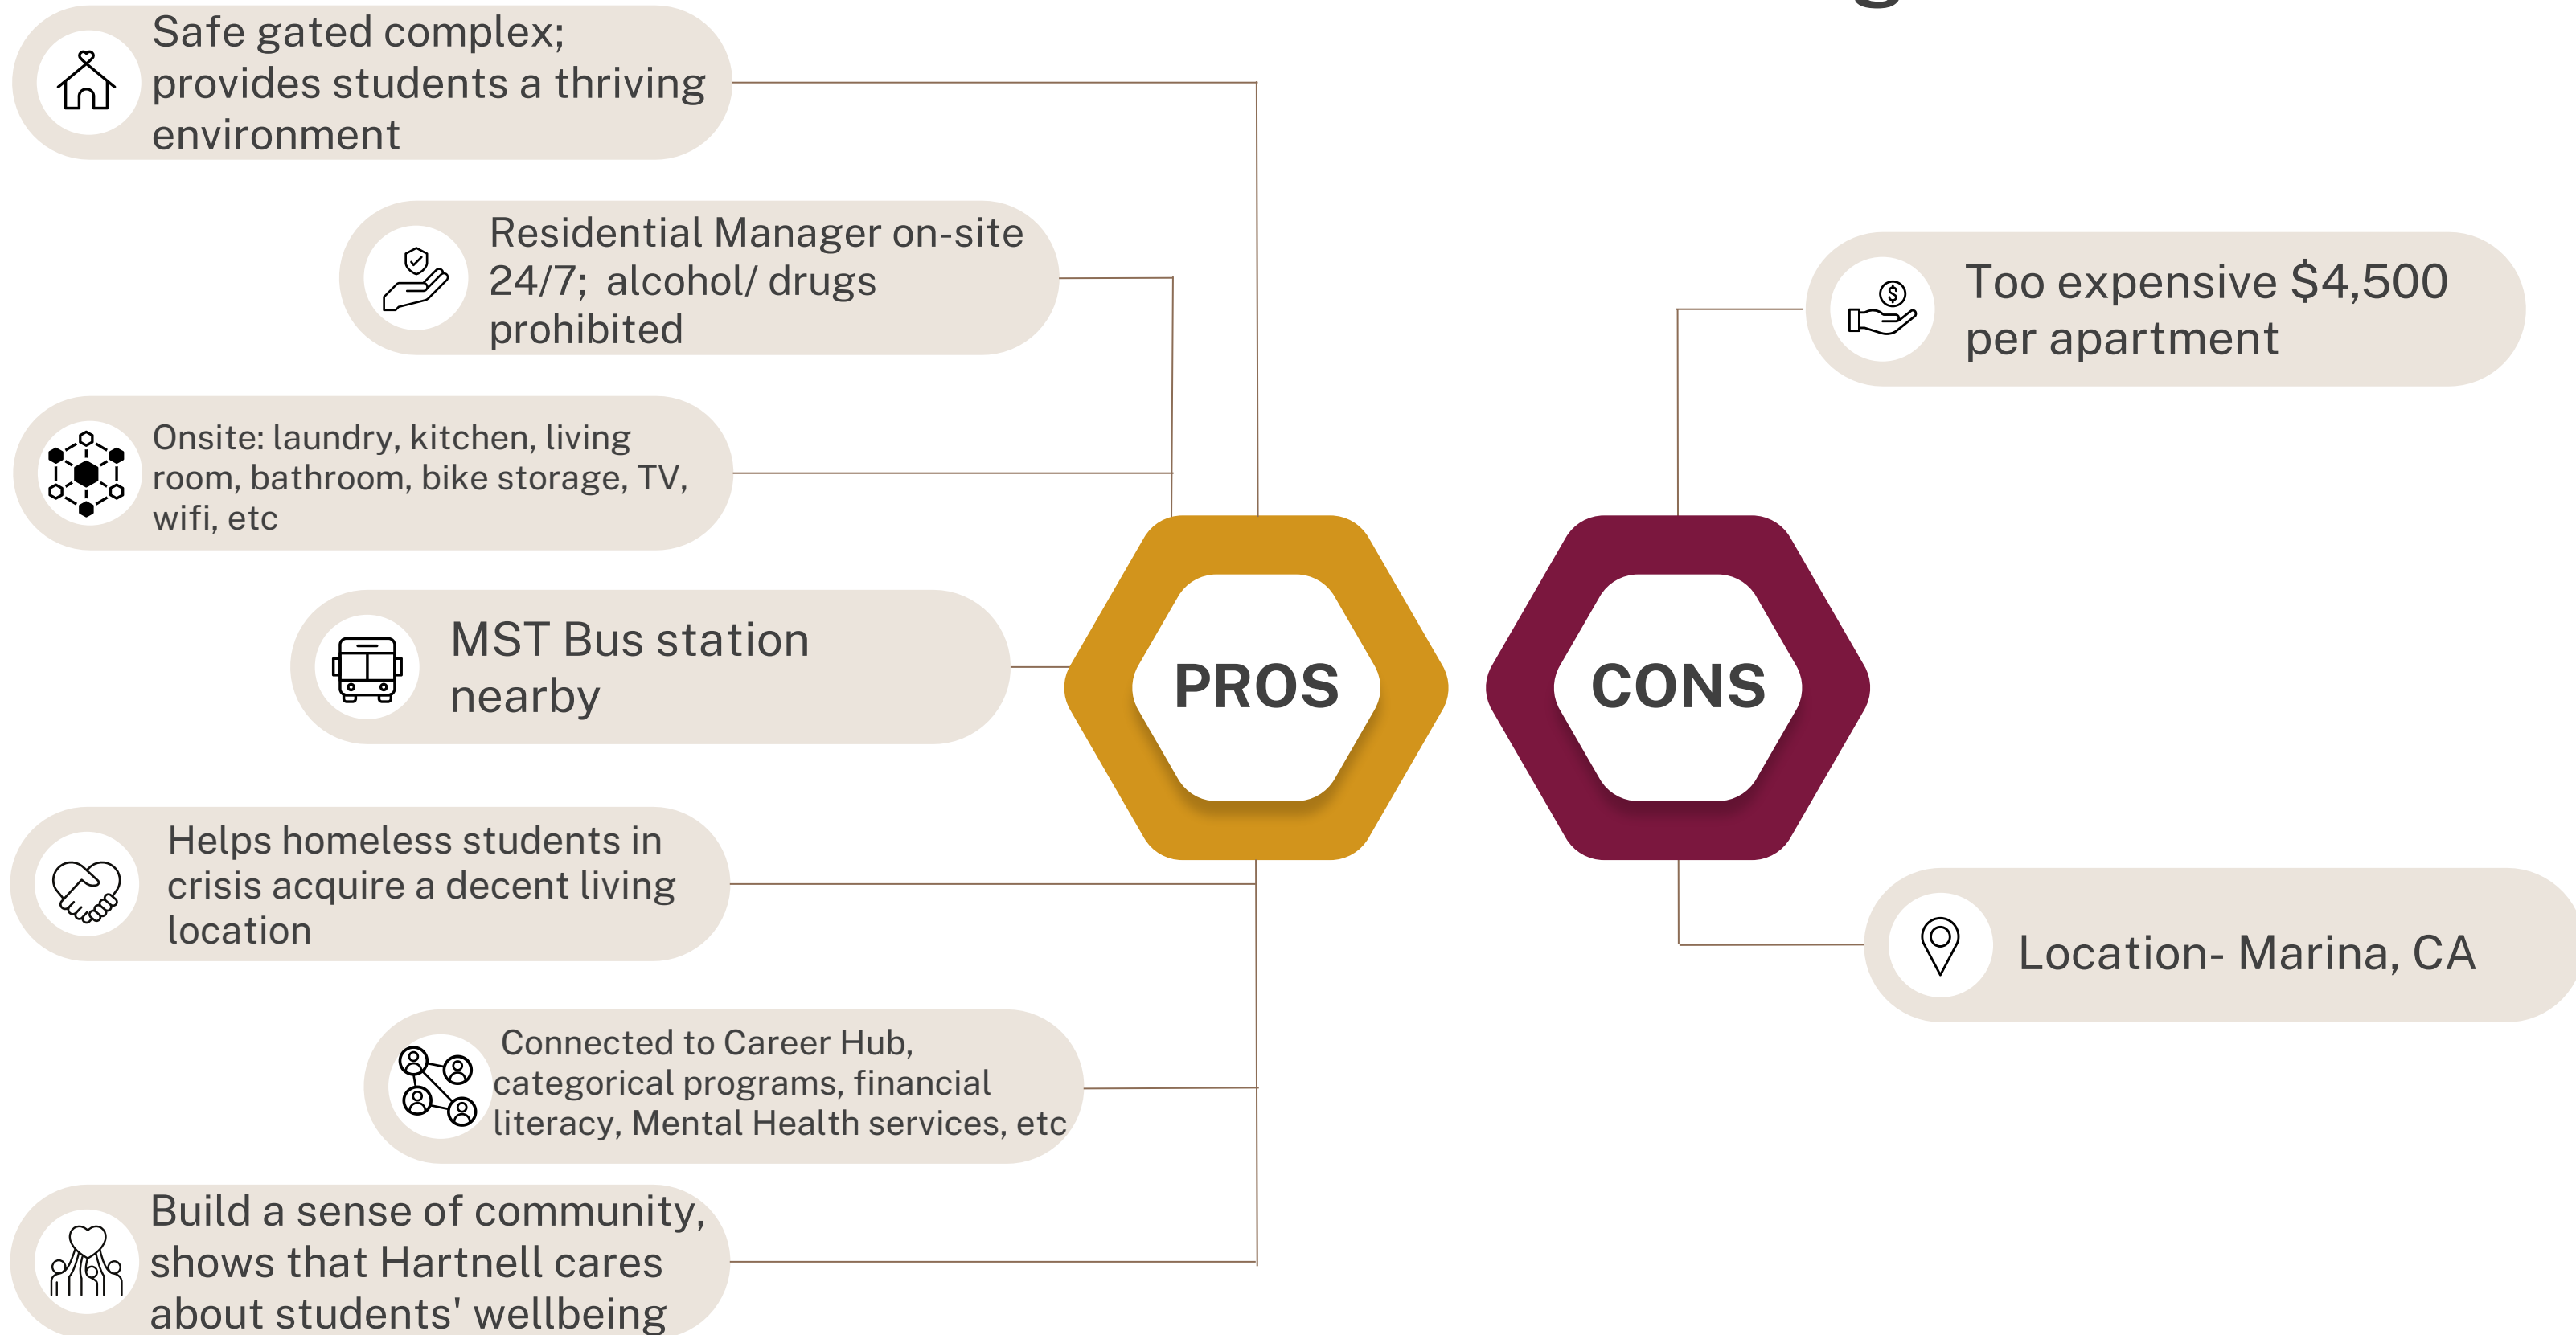 Safe gated complex;
provides students a thriving
environment
Residential Manager on-site
24/7;  alcohol/ drugs
prohibited
Onsite: laundry, kitchen, living
room, bathroom, bike storage, TV,
wifi, etc
MST Bus station
nearby
Helps homeless students in
crisis acquire a decent living
location
Connected to Career Hub,
categorical programs, financial
literacy, Mental Health services, etc
Build a sense of community,
shows that Hartnell cares
about students' wellbeing
PROS
CONS
Too expensive $4,500
per apartment
Location- Marina, CA